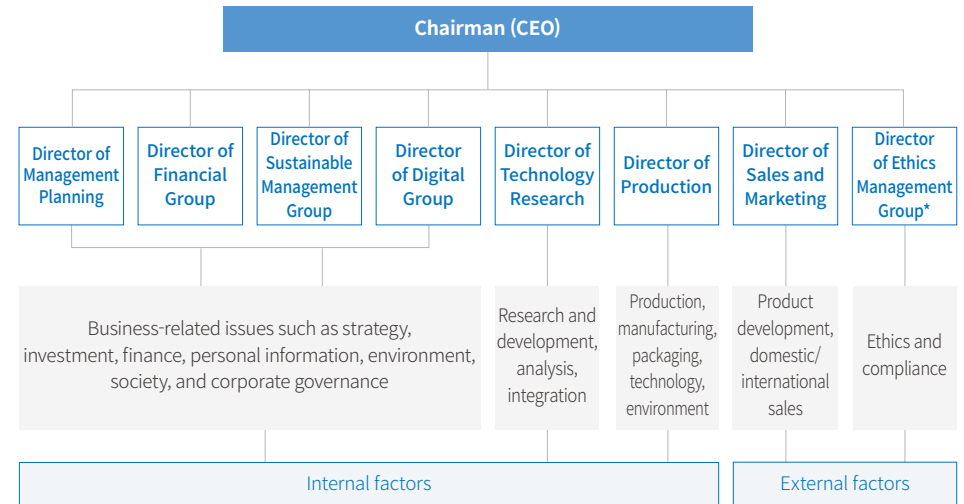 Chairman (CEO)
Director of
Management
Planning
Director of
Financial
Group
Director of
Sustainable
Management
Group
Director
of Digital
Group
Director of
Technology
Research
Director of
Production
Director of
Sales and
Marketing
Director
of Ethics
Management
Group*
Business-related issues such as strategy,
investment, finance, personal information, environment,
society, and corporate governance
Research and
development,
analysis,
integration
Production,
manufacturing,
packaging,
technology,
environment
Product
development,
domestic/
international
sales
Ethics and
compliance
Internal factors
External factors